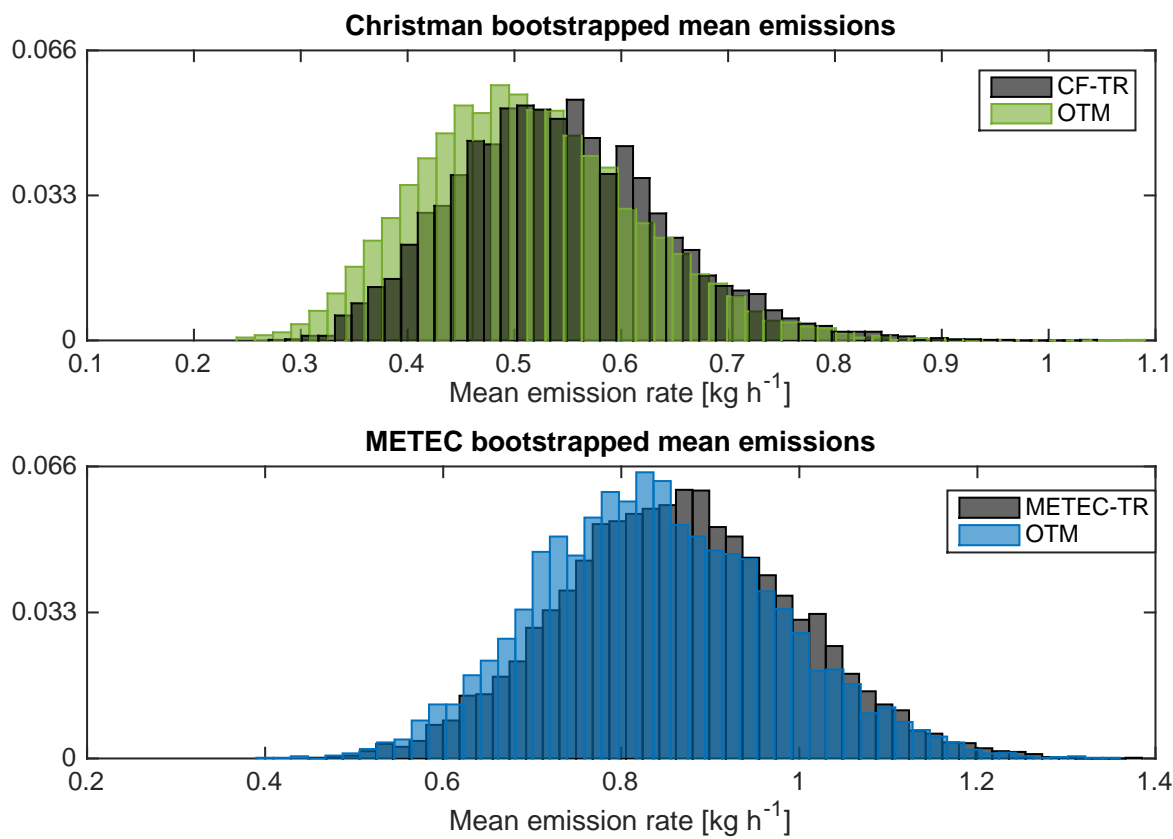 Christman bootstrapped mean emissions
0.066
0.033
0
CF-TR
OTM
0.1 0.2 0.3 0.4 0.5 0.6 0.7 0.8 0.9 1 1.1
Mean emission rate [kg h⁻¹]
METEC bootstrapped mean emissions
0.066
0.033
0
METEC-TR
OTM
0.2 0.4 0.6 0.8 1 1.2 1.4
Mean emission rate [kg h⁻¹]